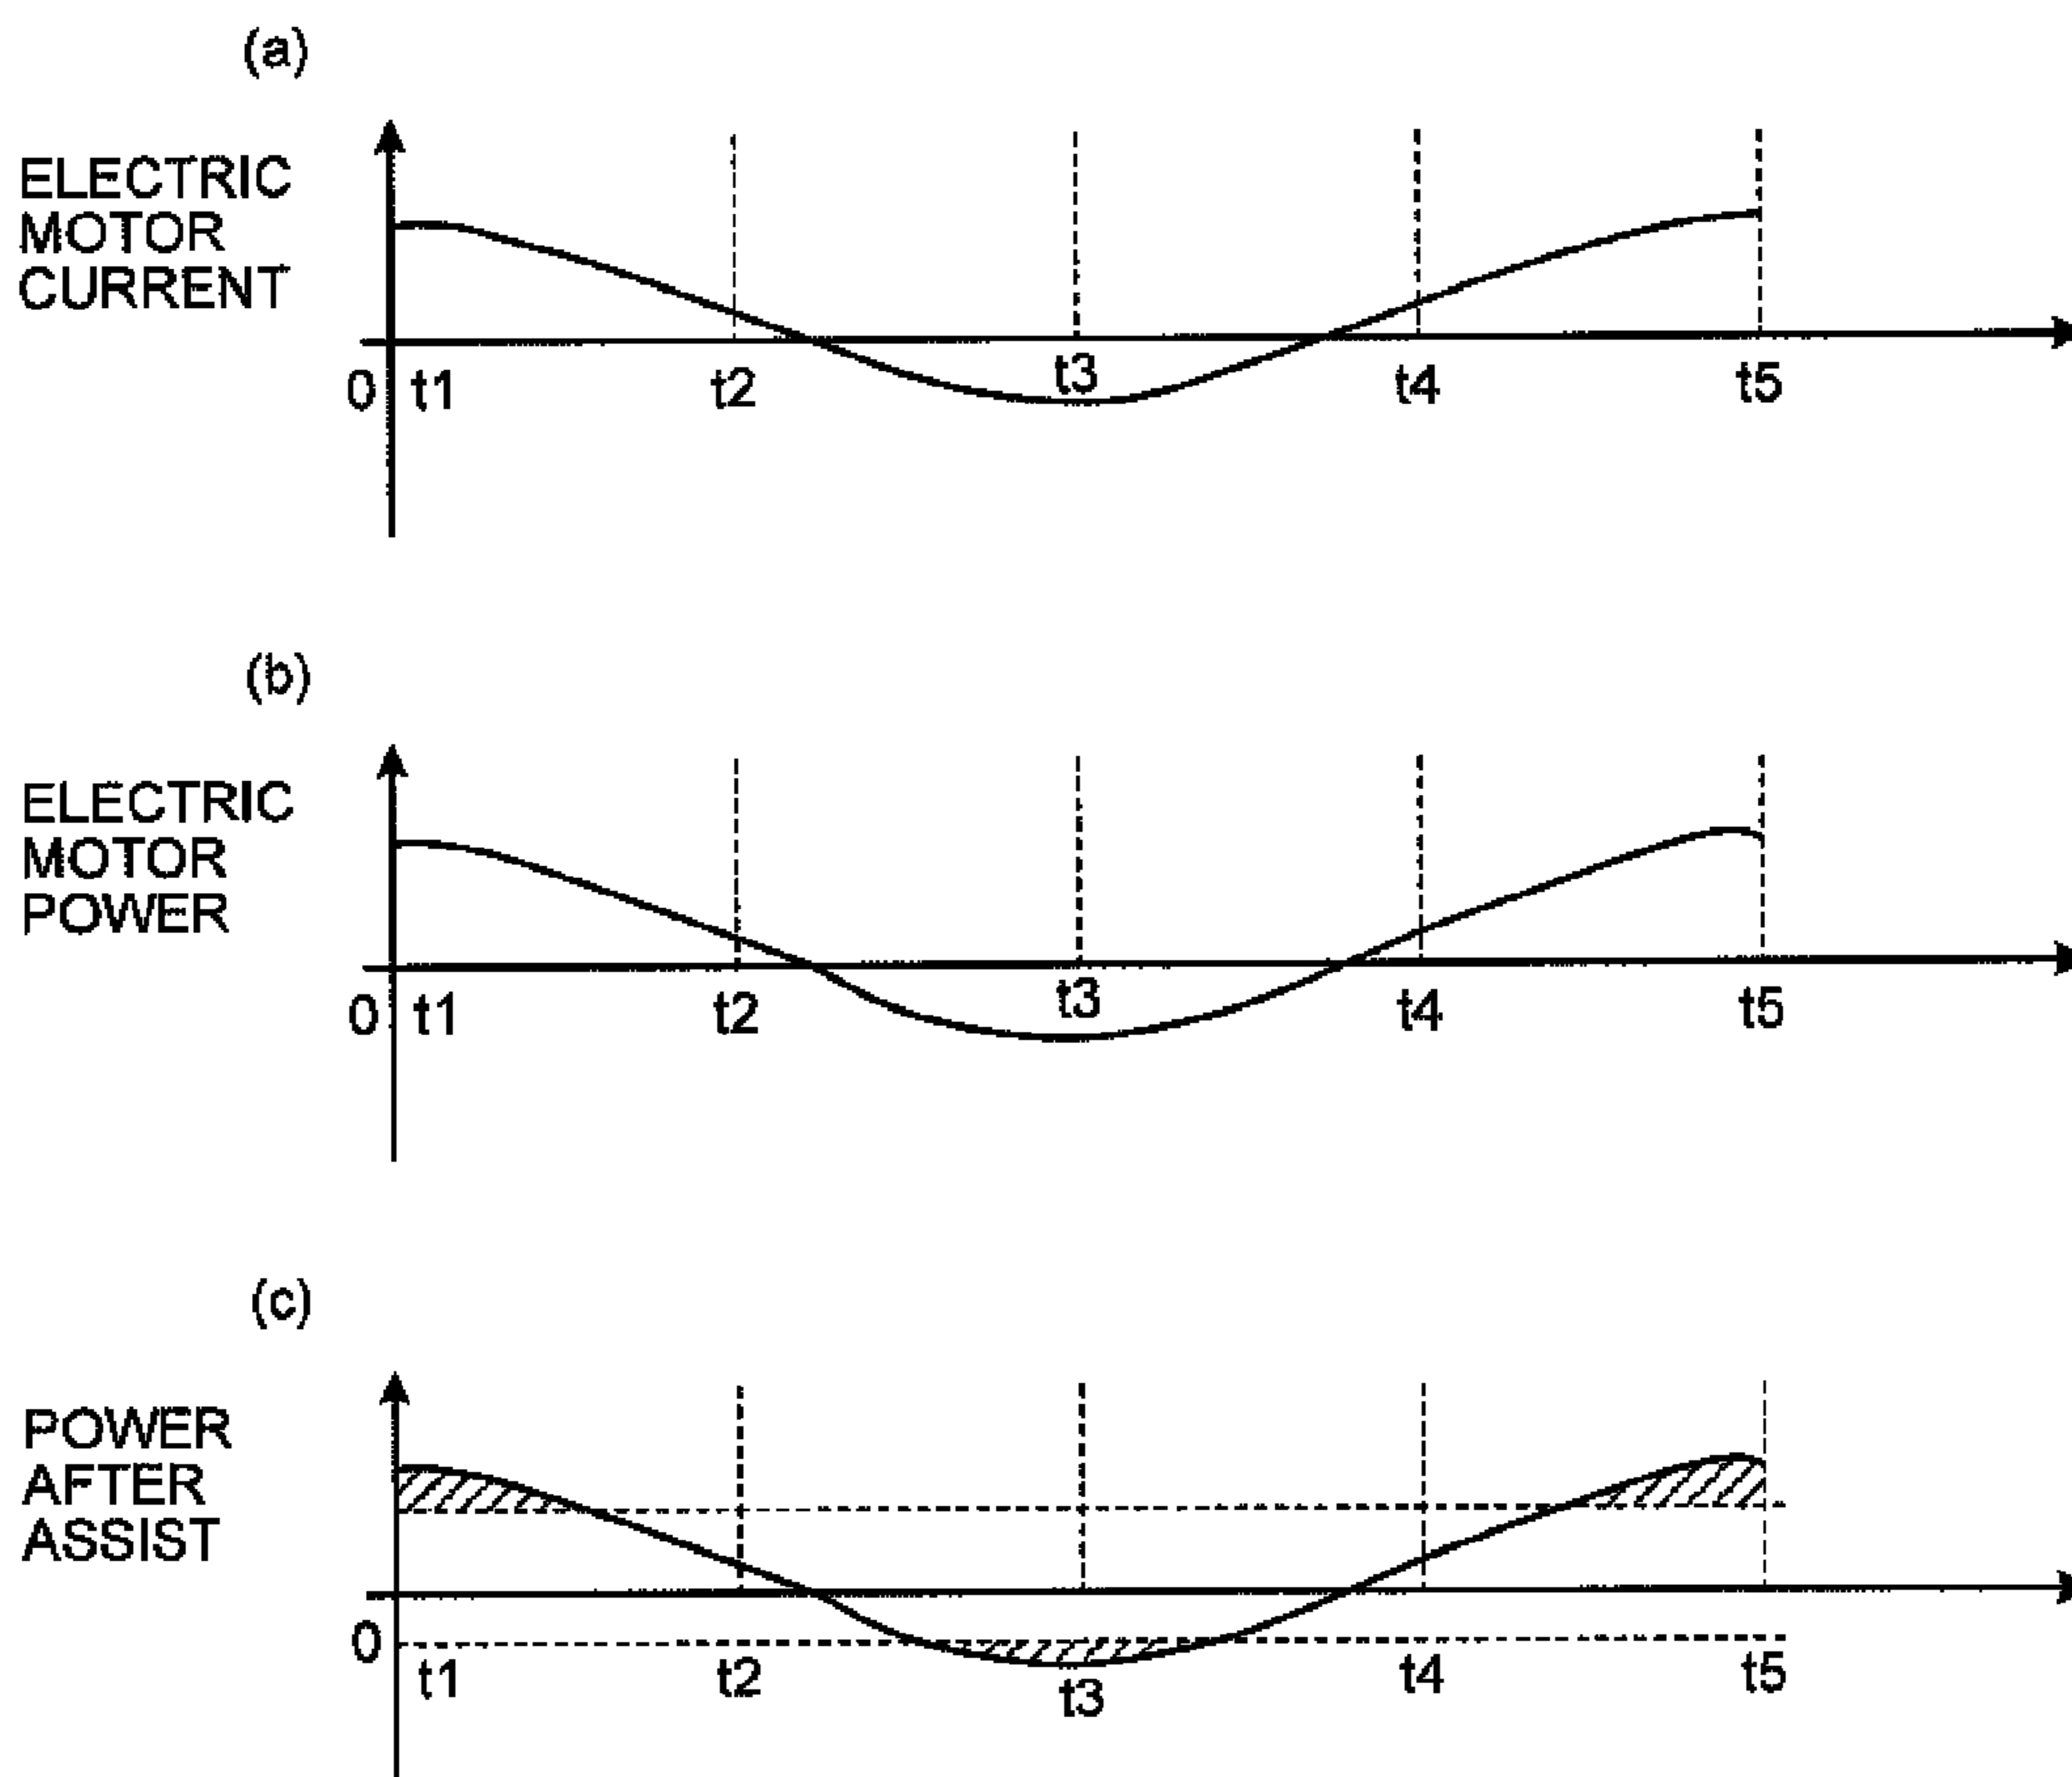 (a)
ELECTRIC
MOTOR
CURRENT
0 t1 t2 t3 t4 t5
(b)
ELECTRIC
MOTOR
POWER
0 t1 t2 t3 t4 t5
(c)
POWER
AFTER
ASSIST
0 t1 t2 t3 t4 t5